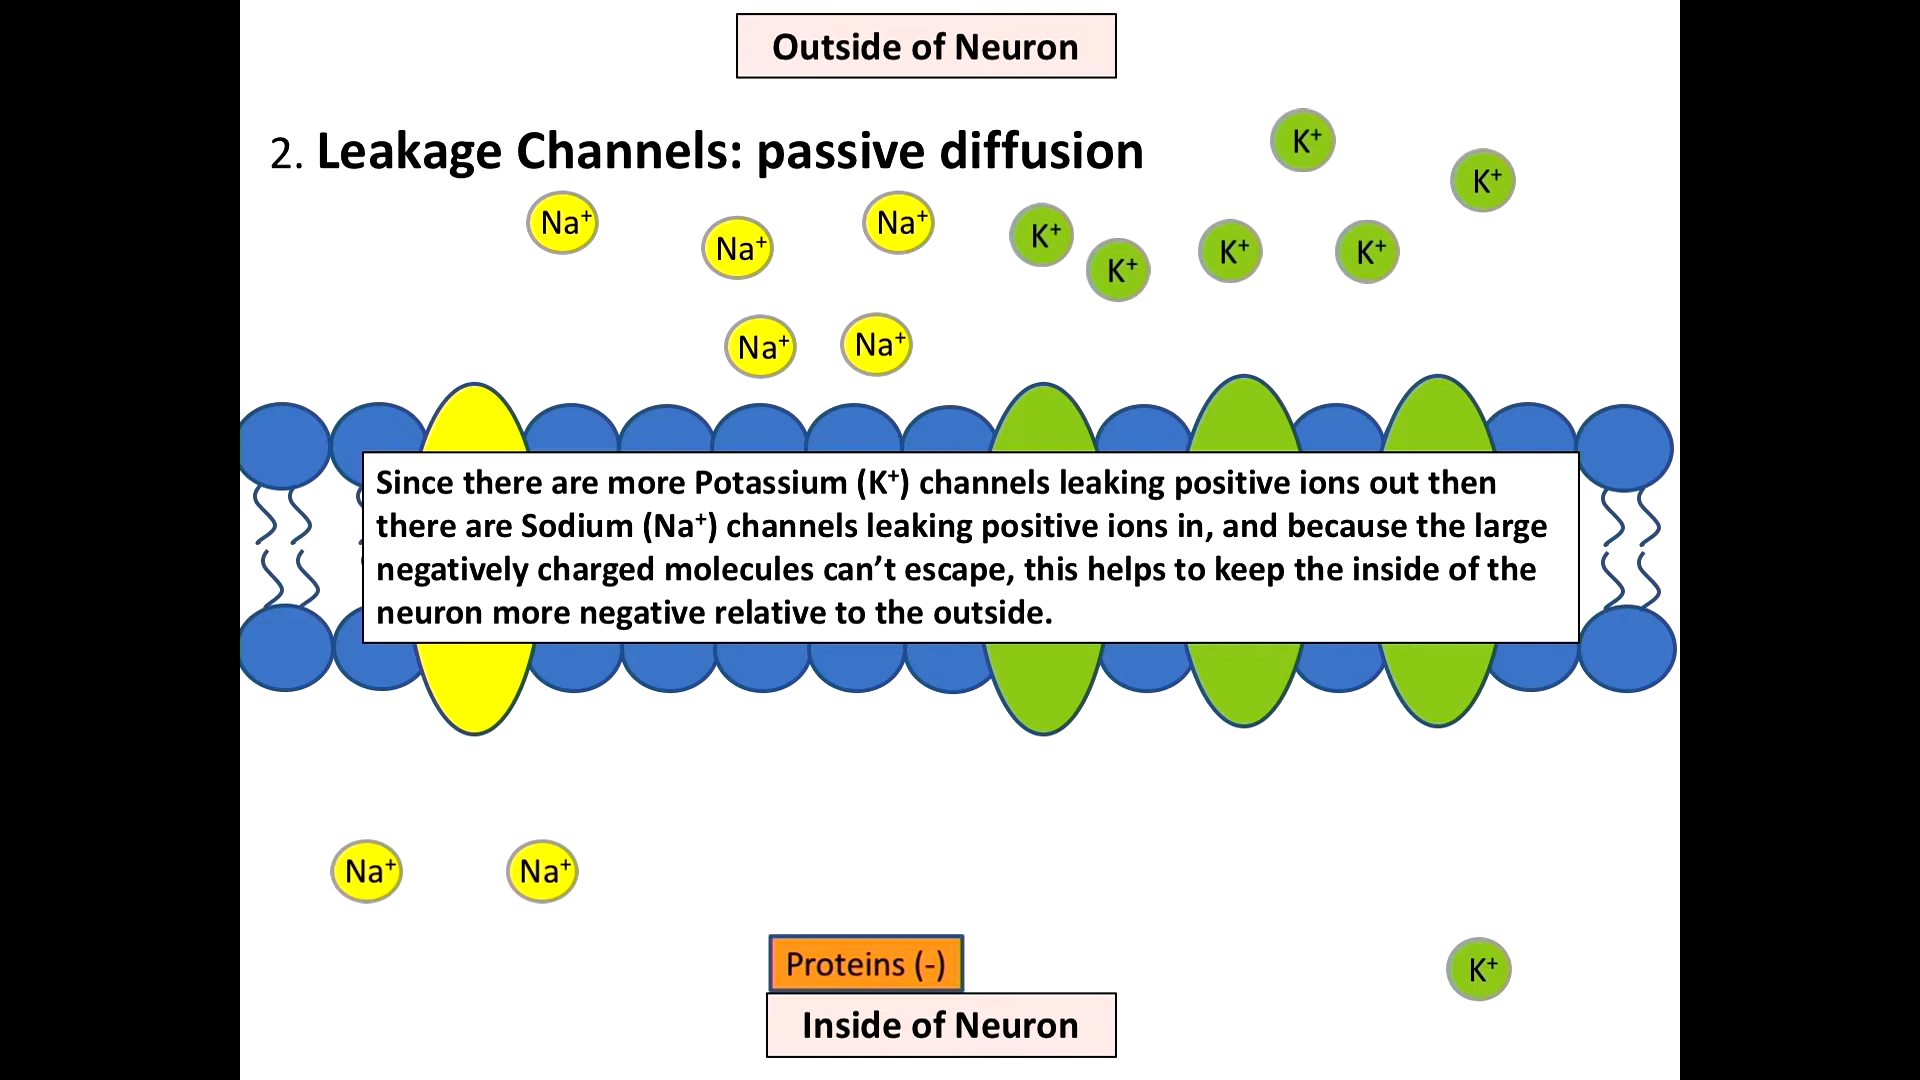 Outside of Neuron
2. Leakage Channels: passive diffusion
K⁺
K⁺
Na⁺
Na⁺
Na⁺
K⁺
K⁺
K⁺
K⁺
Na⁺
Na⁺
Since there are more Potassium (K⁺) channels leaking positive ions out then
there are Sodium (Na⁺) channels leaking positive ions in, and because the large
negatively charged molecules can’t escape, this helps to keep the inside of the
neuron more negative relative to the outside.
Na⁺
Na⁺
Proteins (-)
K⁺
Inside of Neuron